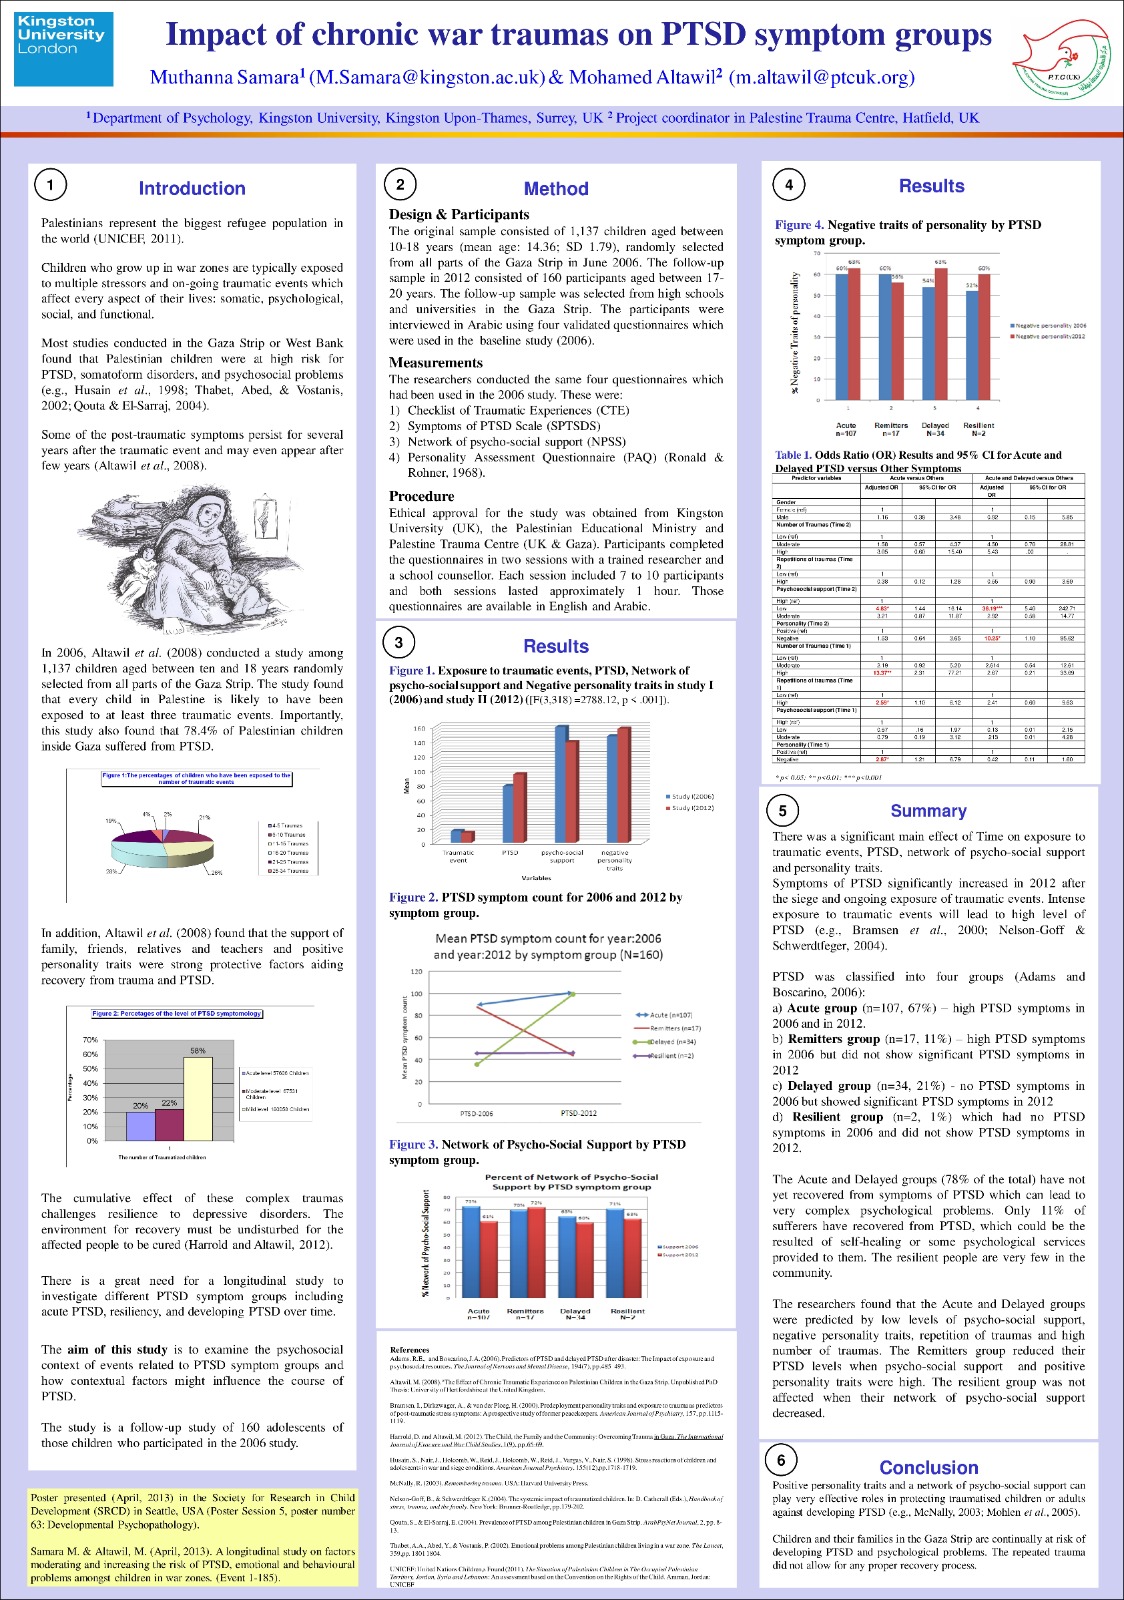 Kingston
University
London
Impact of chronic war traumas on PTSD symptom groups
Muthanna Samara¹ (M.Samara@kingston.ac.uk) & Mohamed Altawil² (m.altawil@ptcuk.org)
P.T.C(UK)
¹ Department of Psychology, Kingston University, Kingston Upon-Thames, Surrey, UK ² Project coordinator in Palestine Trauma Centre, Hatfield, UK
1
Introduction
Palestinians represent the biggest refugee population in
the world (UNICEF, 2011).
Children who grow up in war zones are typically exposed
to multiple stressors and on-going traumatic events which
affect every aspect of their lives: somatic, psychological,
social, and functional.
Most studies conducted in the Gaza Strip or West Bank
found that Palestinian children were at high risk for
PTSD, somatoform disorders, and psychosocial problems
(e.g., Husain et al., 1998; Thabet, Abed, & Vostanis,
2002; Qouta & El-Sarraj, 2004).
Some of the post-traumatic symptoms persist for several
years after the traumatic event and may even appear after
few years (Altawil et al., 2008).
In 2006, Altawil et al. (2008) conducted a study among
1,137 children aged between ten and 18 years randomly
selected from all parts of the Gaza Strip. The study found
that every child in Palestine is likely to have been
exposed to at least three traumatic events. Importantly,
this study also found that 78.4% of Palestinian children
inside Gaza suffered from PTSD.
Figure 1:The percentages of children who have been exposed to the
number of traumatic events
4%
2%
21%
19%
28%
26%
4-5 Traumas
6-10 Traumas
11-15 Traumas
16-20 Traumas
21-25 Traumas
26-34 Traumas
In addition, Altawil et al. (2008) found that the support of
family, friends, relatives and teachers and positive
personality traits were strong protective factors aiding
recovery from trauma and PTSD.
Figure 2: Percetages of the level of PTSD symptomology
70%
60%
50%
40%
30%
20%
10%
0%
Percentage
20%
22%
58%
1
The number of Traumatized children
Acute level 57606 Children
Moderate level 57531
Children
The cumulative effect of these complex traumas
challenges resilience to depressive disorders. The
environment for recovery must be undisturbed for the
affected people to be cured (Harrold and Altawil, 2012).
There is a great need for a longitudinal study to
investigate different PTSD symptom groups including
acute PTSD, resiliency, and developing PTSD over time.
The aim of this study is to examine the psychosocial
context of events related to PTSD symptom groups and
how contextual factors might influence the course of
PTSD.
The study is a follow-up study of 160 adolescents of
those children who participated in the 2006 study.
Poster presented (April, 2013) in the Society for Research in Child
Development (SRCD) in Seattle, USA (Poster Session 5, poster number
63: Developmental Psychopathology).
Samara M. & Altawil, M. (April, 2013). A longitudinal study on factors
moderating and increasing the risk of PTSD, emotional and behavioural
problems amongst children in war zones, (Event 1-185).
2
Method
Design & Participants
The original sample consisted of 1,137 children aged between
10-18 years (mean age: 14.36; SD 1.79), randomly selected
from all parts of the Gaza Strip in June 2006. The follow-up
sample in 2012 consisted of 160 participants aged between 17-
20 years. The follow-up sample was selected from high schools
and universities in the Gaza Strip. The participants were
interviewed in Arabic using four validated questionnaires which
were used in the baseline study (2006).
Measurements
The researchers conducted the same four questionnaires which
had been used in the 2006 study. These were:
1) Checklist of Traumatic Experiences (CTE)
2) Symptoms of PTSD Scale (SPTSDS)
3) Network of psycho-social support (NPSS)
4) Personality Assessment Questionnaire (PAQ) (Ronald &
Rohner, 1968).
Procedure
Ethical approval for the study was obtained from Kingston
University (UK), the Palestinian Educational Ministry and
Palestine Trauma Centre (UK & Gaza). Participants completed
the questionnaires in two sessions with a trained researcher and
a school counsellor. Each session included 7 to 10 participants
and both sessions lasted approximately 1 hour. Those
questionnaires are available in English and Arabic.
3
Results
Figure 1. Exposure to traumatic events, PTSD, Network of
psycho-social support and Negative personality traits in study I
(2006) and study II (2012) ([F(3,318) =2788.12, p < .001]).
160
140
120
100
80
60
40
20
0
Mean
Traumatic event
PTSD
psycho-social support
negative personality traits
Variables
Study I(2006)
Study I(2012)
Figure 2. PTSD symptom count for 2006 and 2012 by
symptom group.
Mean PTSD symptom count for year:2006
and year:2012 by symptom group (N=160)
120
100
80
60
40
20
0
Mean PTSD symptom count
PTSD-2006
PTSD-2012
Acute (n=107)
Remitters (n=17)
Delayed (n=34)
Resilient (n=2)
Figure 3. Network of Psycho-Social Support by PTSD
symptom group.
Percent of Network of Psycho-Social
Support by PTSD symptom group
% Network of Psycho-Social Support
80
70
60
50
40
30
20
10
0
61%
70%
72%
71%
Acute n=107
Remitters n=17
Delayed N=34
Resilient N=2
Support 2006
Support 2012
References
Adams, R.E., and Boscarino, J.A. (2006). Predictors of PTSD and delayed PTSD after disaster: The Impact of exposure and
psychosocial resources. The Journal of Nervous and Mental Disease, 194(7), pp.485-493.
Altawil, M. (2008). "The Effect of Chronic Traumatic Experience on Palestinian Children in the Gaza Strip. Unpublished PhD
Thesis: University of Hertfordshire at the United Kingdom.
Bramsen, I., Dirkzwager, A., & van der Ploeg, H. (2000). Predeployment personality traits and exposure to trauma as predictors
of post-traumatic stress symptoms: A prospective study of former peacekeepers. American Journal of Psychiatry, 157, pp.1115-
1119.
Harrold, D. and Altawil, M. (2012). The Child, the Family and the Community: Overcoming Trauma in Gaza. The International
Husain, S., Nair, J., Holcomb, W., Reid, J., Holcomb, W., Reid, J., Vargas, V., Nair, S. (1998). Stress reactions of children and
adolescents in war and siege conditions. American Journal Psychiatry, 155(12),pp.1718-1719.
McNally, R. (2003). Remembering trauma. USA: Harvard University Press.
Nelson-Goff, B., & Schwerdtfeger K.(2004). The systemic impact of traumatized children. In: D. Catherall (Eds.), Handbook of
stress, trauma, and the family. New York: Brunner-Routledge, pp.179-202.
Qouta, S., & El-Sarraj, E. (2004). Prevalence of PTSD among Palestinian children in Gaza Strip. ArabPsyNet Journal, 2, pp. 8-
13.
Thabet, A.A., Abed, Y., & Vostanis, P. (2002). Emotional problems among Palestinian children living in a war zone. The Lancet,
359,pp. 1801-1804.
UNICEF: United Nations Children,s Found (2011). The Situation of Palestinian Children in The Occupied Palestinian
Territory, Jordan, Syria and Lebanon: An assessment based on the Convention on the Rights of the Child. Amman, Jordan:
UNICEF
4
Results
Figure 4. Negative traits of personality by PTSD
symptom group.
% Negative Traits of personality
70
60
50
40
30
20
10
0
60%
63%
60%
56%
54%
63%
52%
60%
1
2
3
4
Acute n=107
Remitters n=17
Delayed N=34
Resilient N=2
Negative personality 2006
Negative personality2012
Table 1. Odds Ratio (OR) Results and 95% CI for Acute and
Delayed PTSD versus Other Symptoms
Predictor variables
Acute versus Others
Acute and Delayed versus Others
Adjusted OR
95%CI for OR
Adjusted OR
95%CI for OR
Gender
Female (ref) 1 1
Male 1.16 0.38 3.48 0.92 0.15 5.85
Number of Traumas (Time 2)
Low (ref) 1 1
Moderate 1.58 0.57 4.37 4.50 0.70 28.81
High 3.05 0.60 15.40 5.43 .00 .
Repetitions of traumas (Time
2)
Low (ref) 1 1
High 0.38 0.12 1.28
Psychosocial support (Time 2)
High (ref) 1 1
Low 4.83* 1.44 16.14 36.19*** 5.40 242.71
Moderate 3.21 0.87 11.87 2.92 0.58 14.77
Personality (Time 2)
Positive (ref) 1 1
Negative 1.53 0.64 3.65 10.25* 1.10 95.62
Number of Traumas (Time 1)
Low (ref) 1 1
Moderate 2.19 0.92 5.20 2.614 0.54 12.61
High 13.37** 2.31 77.21 2.67 0.21 33.69
Repetitions of traumas (Time
1)
Low (ref) 1 1
High 2.59* 1.10 6.12 2.41 0.60 9.63
Psychosocial support (Time 1)
High (ref) 1 1
Low 0.57 .16 1.97 0.13 0.01 2.15
Moderate 0.79 0.19 3.12 .213 0.01 4.28
Personality (Time 1)
Positive (ref) 1 1
Negative 2.87* 1.21 6.79 0.42 0.11 1.60
* p< 0.05; ** p<0.01; *** p<0.001
5
Summary
There was a significant main effect of Time on exposure to
traumatic events, PTSD, network of psycho-social support
and personality traits.
Symptoms of PTSD significantly increased in 2012 after
the siege and ongoing exposure of traumatic events. Intense
exposure to traumatic events will lead to high level of
PTSD (e.g., Bramsen et al., 2000; Nelson-Goff &
Schwerdtfeger, 2004).
PTSD was classified into four groups (Adams and
Boscarino, 2006):
a) Acute group (n=107, 67%) – high PTSD symptoms in
2006 and in 2012.
b) Remitters group (n=17, 11%) – high PTSD symptoms
in 2006 but did not show significant PTSD symptoms in
2012
c) Delayed group (n=34, 21%) - no PTSD symptoms in
2006 but showed significant PTSD symptoms in 2012
d) Resilient group (n=2, 1%) which had no PTSD
symptoms in 2006 and did not show PTSD symptoms in
2012.
The Acute and Delayed groups (78% of the total) have not
yet recovered from symptoms of PTSD which can lead to
very complex psychological problems. Only 11% of
sufferers have recovered from PTSD, which could be the
resulted of self-healing or some psychological services
provided to them. The resilient people are very few in the
community.
The researchers found that the Acute and Delayed groups
were predicted by low levels of psycho-social support,
negative personality traits, repetition of traumas and high
number of traumas. The Remitters group reduced their
PTSD levels when psycho-social support and positive
personality traits were high. The resilient group was not
affected when their network of psycho-social support
decreased.
6
Conclusion
Positive personality traits and a network of psycho-social support can
play very effective roles in protecting traumatised children or adults
against developing PTSD (e.g., McNally, 2003; Mohlen et al., 2005).
Children and their families in the Gaza Strip are continually at risk of
developing PTSD and psychological problems. The repeated trauma
did not allow for any proper recovery process.